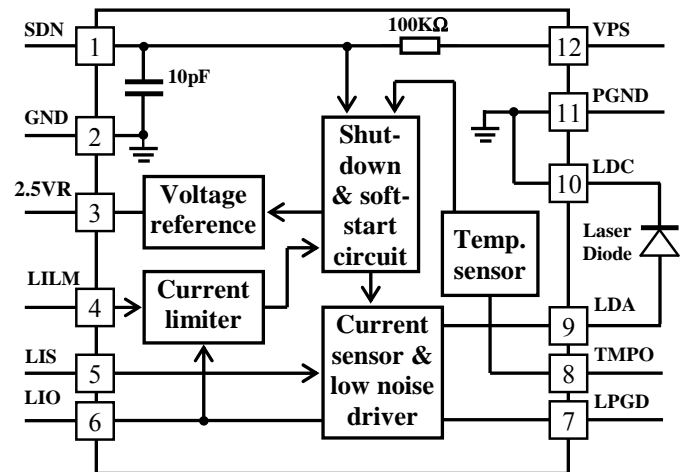 SDN
1
10pF
100KΩ
12
VPS
GND
2
11
PGND
Shut-
down
& soft-
start
circuit
10
LDC
2.5VR
3
Voltage
reference
Temp.
sensor
Laser
Diode
LILM
4
Current
limiter
Current
sensor &
low noise
driver
9
LDA
LIS
5
8
TMPO
LIO
6
7
LPGD